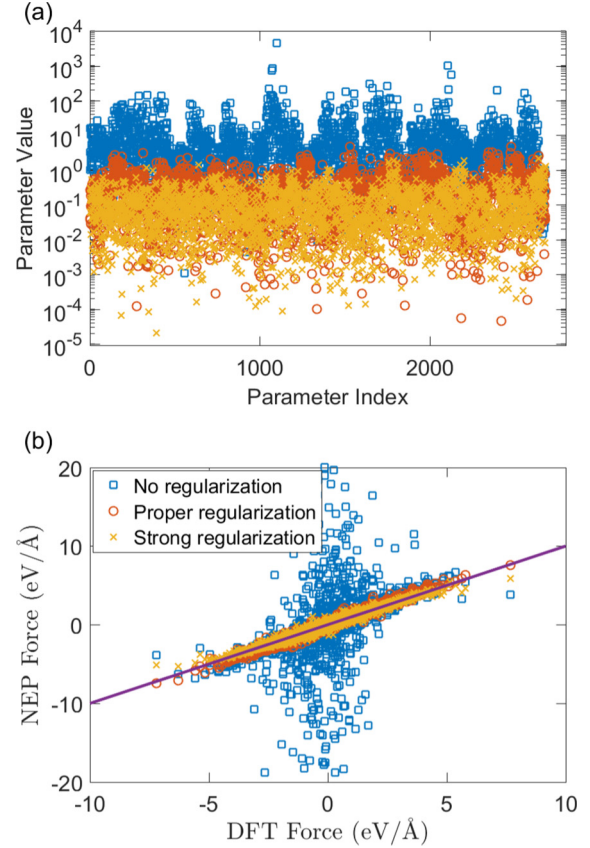 (a)
10^4
10^3
10^2
10^1
10^0
10^-1
10^-2
10^-3
10^-4
10^-5
Parameter Value
0 1000 2000
Parameter Index
(b)
20
10
0
-10
-20
NEP Force (eV/Å)
No regularization
Proper regularization
Strong regularization
-10 -5 0 5 10
DFT Force (eV/Å)